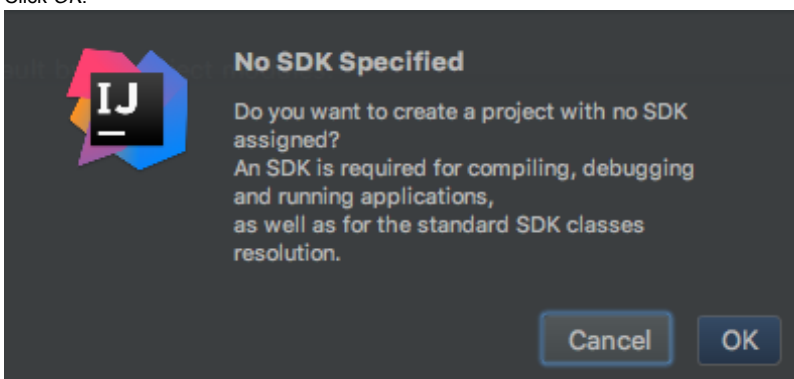 Click OK.
No SDK Specified
IJ
Do you want to create a project with no SDK
assigned?
An SDK is required for compiling, debugging
and running applications,
as well as for the standard SDK classes
resolution.
Cancel OK